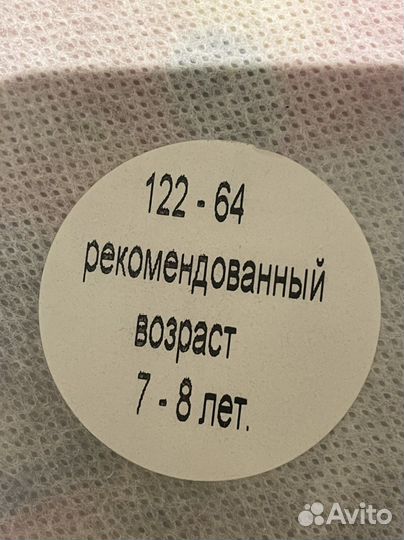 122 - 64
рекомендованный
возраст
7 - 8 лет.
Avito